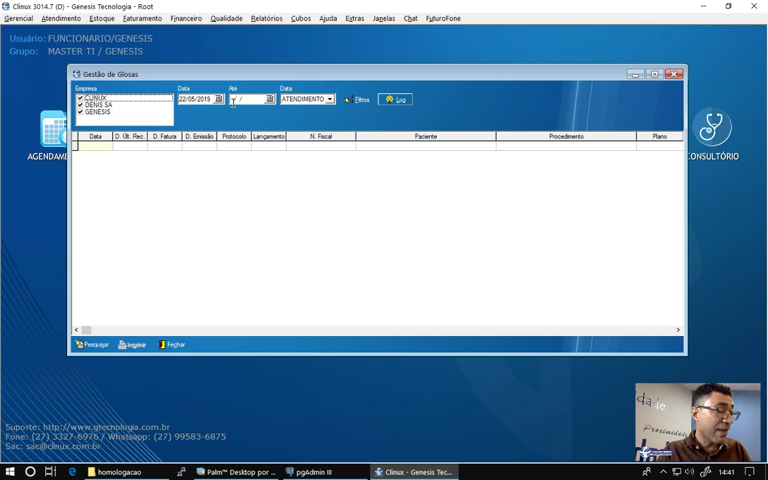 Clinux 3014.7 (D) - Genesis Tecnologia - Root
Gerencial Atendimento Estoque Faturamento Financeiro Qualidade Relatórios Cubos Ajuda Extras Janelas Chat FuturoFone
Usuário: FUNCIONARIO/GENESIS
Grupo: MASTER TI / GENESIS
Gestão de Glosas
Empresa Data Até Data
CLINUX
DENIS SA
GENESIS
22/05/2019 / / ATENDIMENTO Filtros Log
Data D. Últ. Rec. D. Fatura D. Emissão Protocolo Lançamento N. Fiscal Paciente Procedimento Plano
AGENDAME
CONSULTÓRIO
Pesquisar Imprimir Fechar
Suporte: http://www.gtecnologia.com.br
Fone: (27) 3327-6976 / Whatsapp: (27) 99583-6875
Sac: sac@clinux.com.br
dade
Proximidade
homologacao Palm™ Desktop por ... pgAdmin III Clinux - Genesis Tec... 14:41